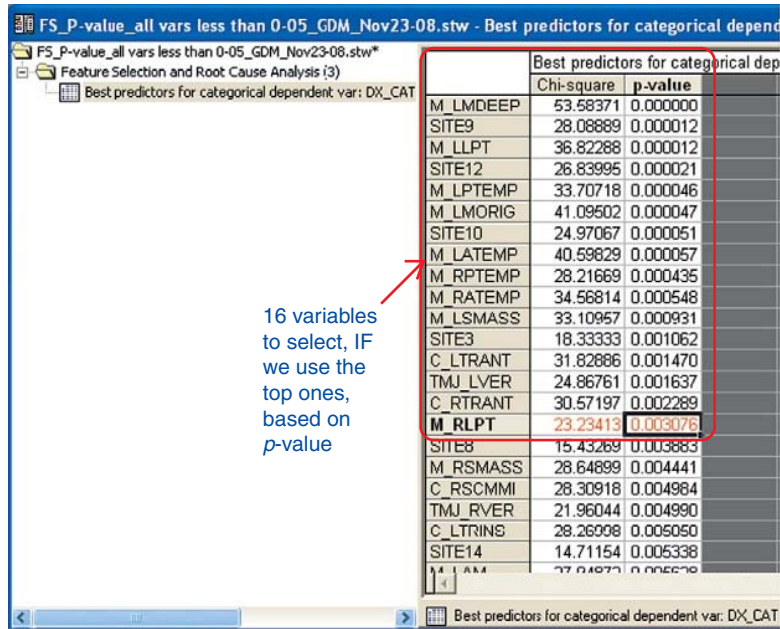 FS_P-value_all vars less than 0-05_GDM_Nov23-08.stw - Best predictors for categorical depend
FS_P-value_all vars less than 0-05_GDM_Nov23-08.stw*
Feature Selection and Root Cause Analysis (3)
Best predictors for categorical dependent var: DX_CAT
16 variables
to select, IF
we use the
top ones,
based on
p-value
Best predictors for categorical dep
Chi-square p-value
M_LMDEEP 53.58371 0.000000
SITE9 28.08889 0.000012
M_LLPT 36.82288 0.000012
SITE12 26.83995 0.000021
M_LPTEMP 33.70718 0.000046
M_LMORIG 41.09502 0.000047
SITE10 24.97067 0.000051
M_LATEMP 40.59829 0.000057
M_RPTEMP 28.21669 0.000435
M_RATEMP 34.56814 0.000548
M_LSMASS 33.10957 0.000931
SITE3 18.33333 0.001062
C_LTRANT 31.82886 0.001470
TMJ_LVER 24.86761 0.001637
C_RTRANT 30.57197 0.002289
M_RLPT 23.23413 0.003076
SITE8 15.43269 0.003883
M_RSMASS 28.64899 0.004441
C_RSCMMI 28.30918 0.004984
TMJ_RVER 21.96044 0.004990
C_LTRINS 28.26998 0.005050
SITE14 14.71154 0.005338
Best predictors for categorical dependent var: DX_CAT